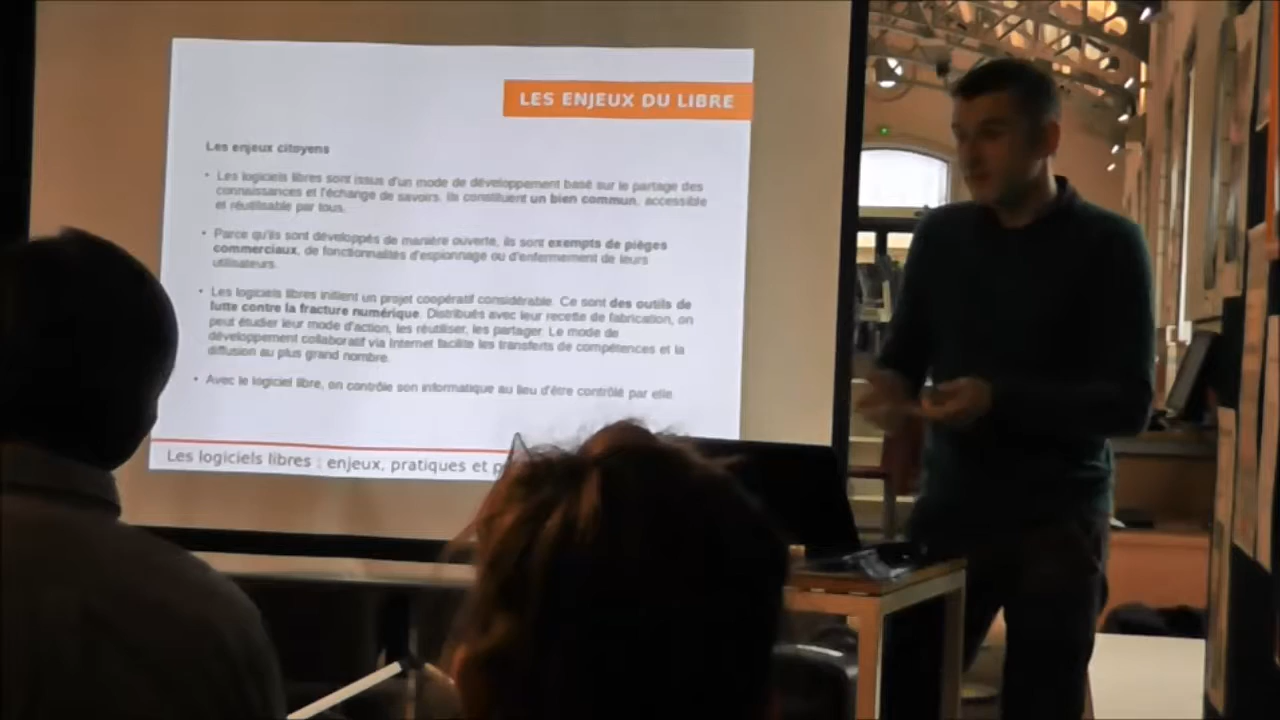 LES ENJEUX DU LIBRE
Les enjeux citoyens
• Les logiciels libres sont issus d'un mode de développement basé sur le partage des
connaissances et l'échange de savoirs. Ils constituent un bien commun, accessible
et réutilisable par tous.
• Parce qu'ils sont développés de manière ouverte, ils sont exempts de pièges
commerciaux, de fonctionnalités d'espionnage ou d'enfermement de leurs
utilisateurs.
• Les logiciels libres initient un projet coopératif considérable. Ce sont des outils de
lutte contre la fracture numérique. Distribués avec leur recette de fabrication, on
peut étudier leur mode d'action, les réutiliser, les partager. Le mode de
développement collaboratif via Internet facilite les transferts de compétences et la
diffusion au plus grand nombre.
• Avec le logiciel libre, on contrôle son informatique au lieu d'être contrôlé par elle
Les logiciels libres : enjeux, pratiques et p